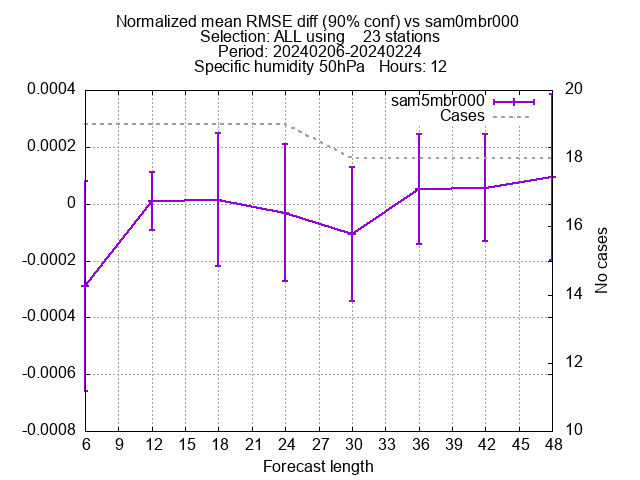 Normalized mean RMSE diff (90% conf) vs sam0mbr000
Selection: ALL using    23 stations
Period: 20240206-20240224
Specific humidity 50hPa   Hours: 12
sam5mbr000
Cases
0.0004
0.0002
0
-0.0002
-0.0004
-0.0006
-0.0008
20
18
16
14
12
10
No cases
6 9 12 15 18 21 24 27 30 33 36 39 42 45 48
Forecast length